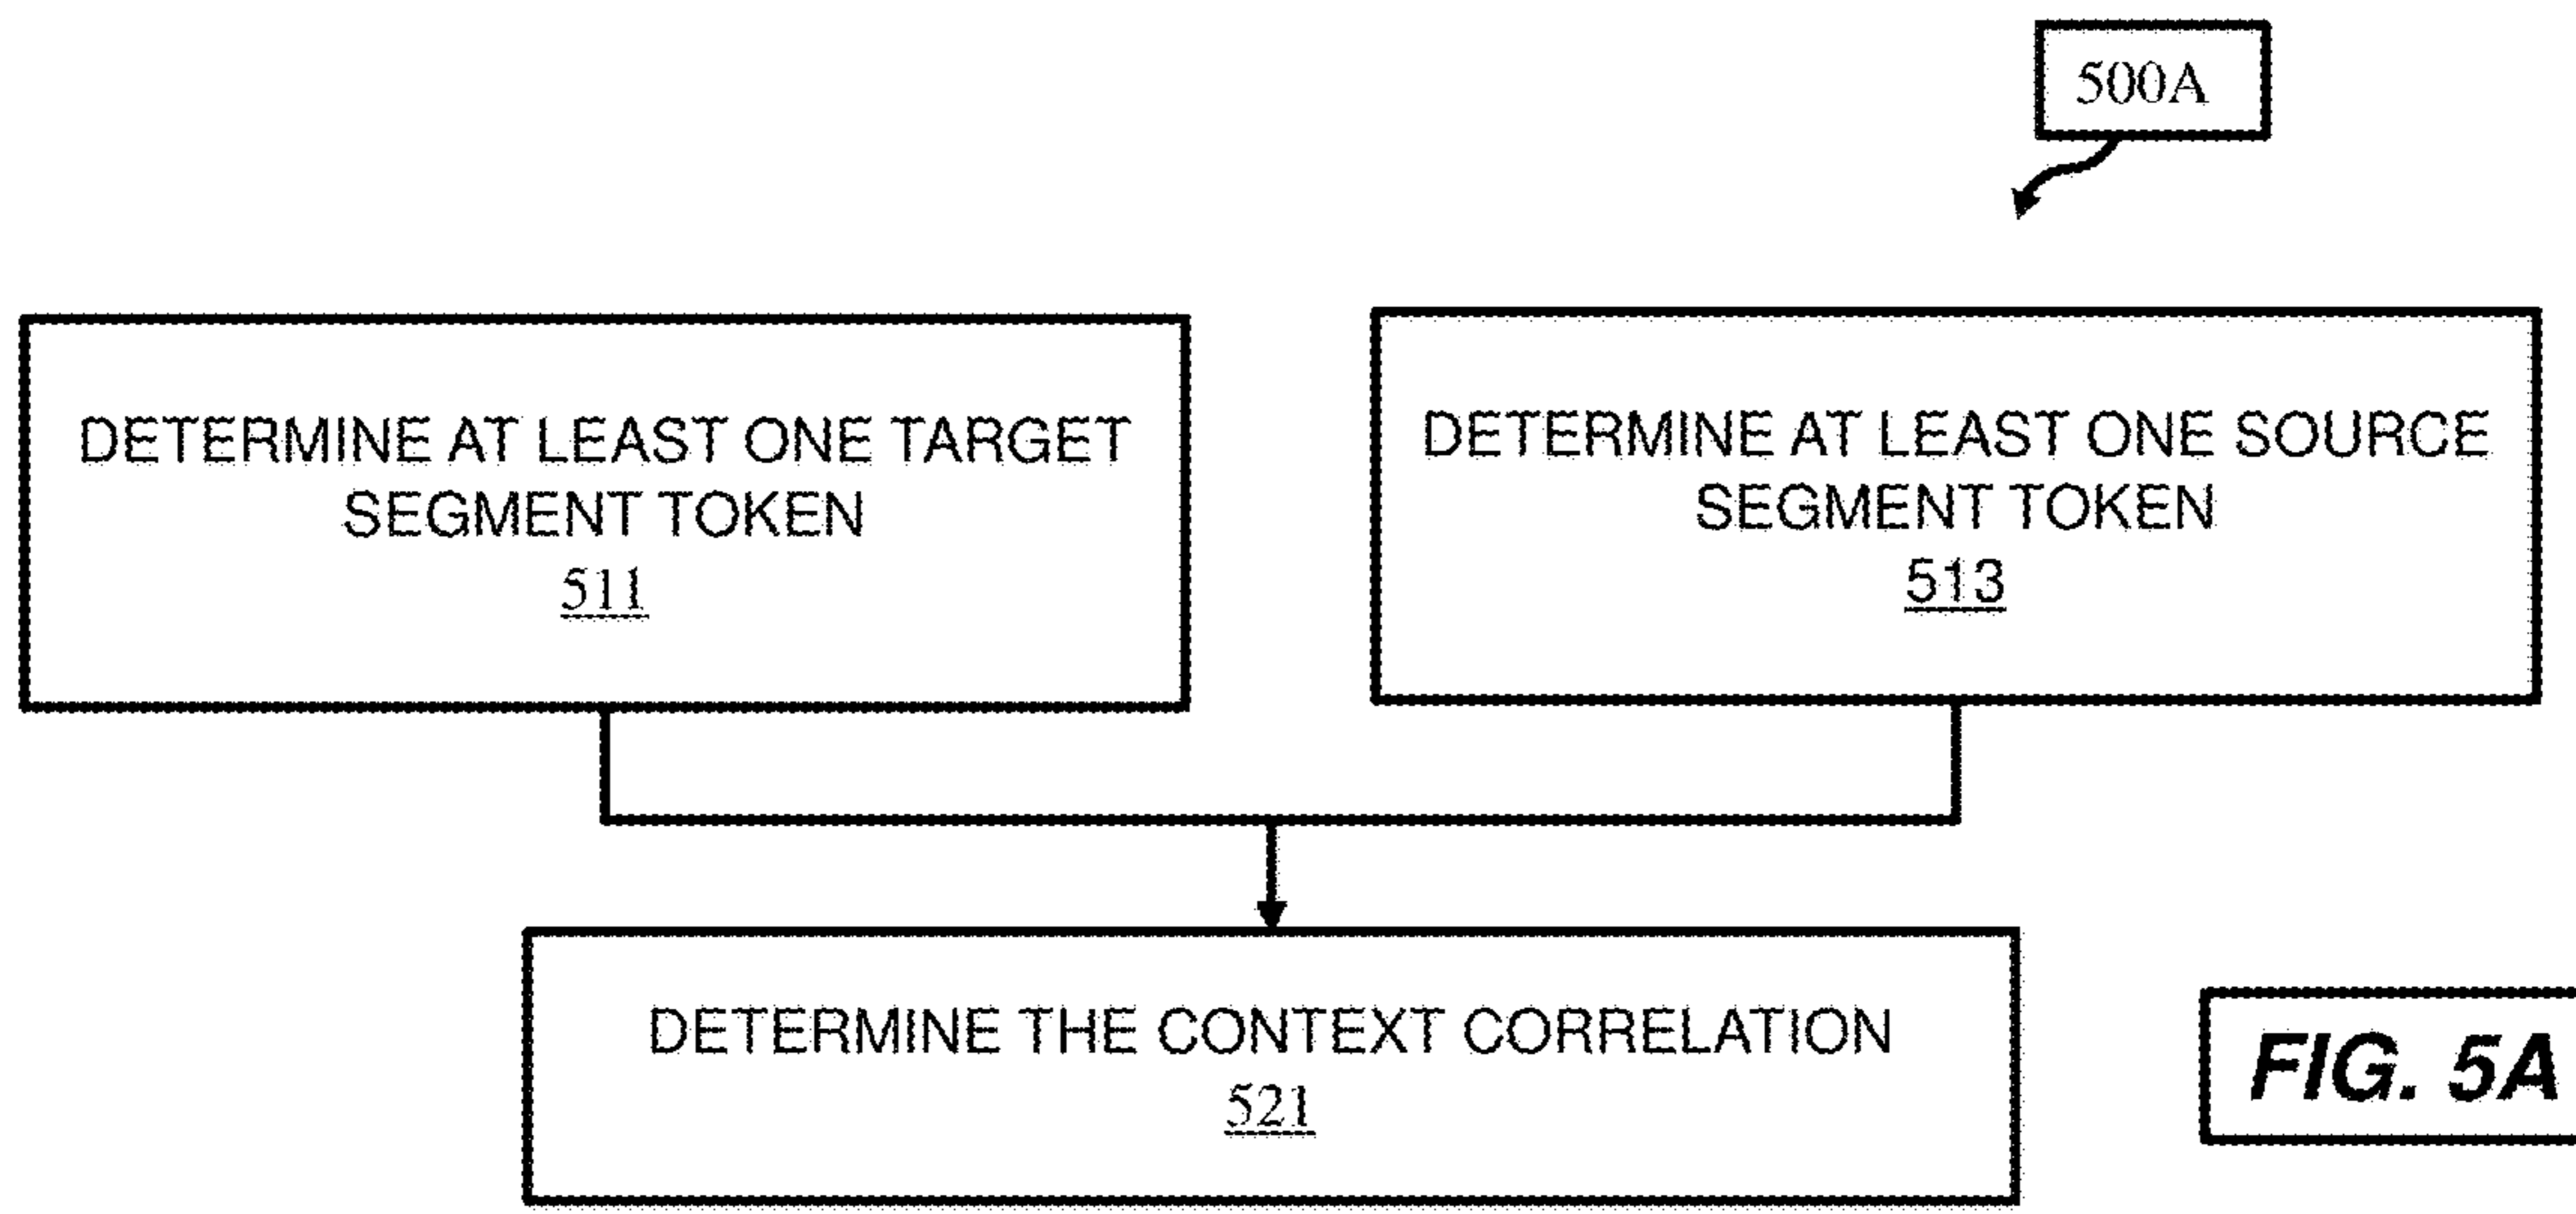 500A
DETERMINE AT LEAST ONE TARGET
SEGMENT TOKEN
511
DETERMINE AT LEAST ONE SOURCE
SEGMENT TOKEN
513
DETERMINE THE CONTEXT CORRELATION
521
FIG. 5A